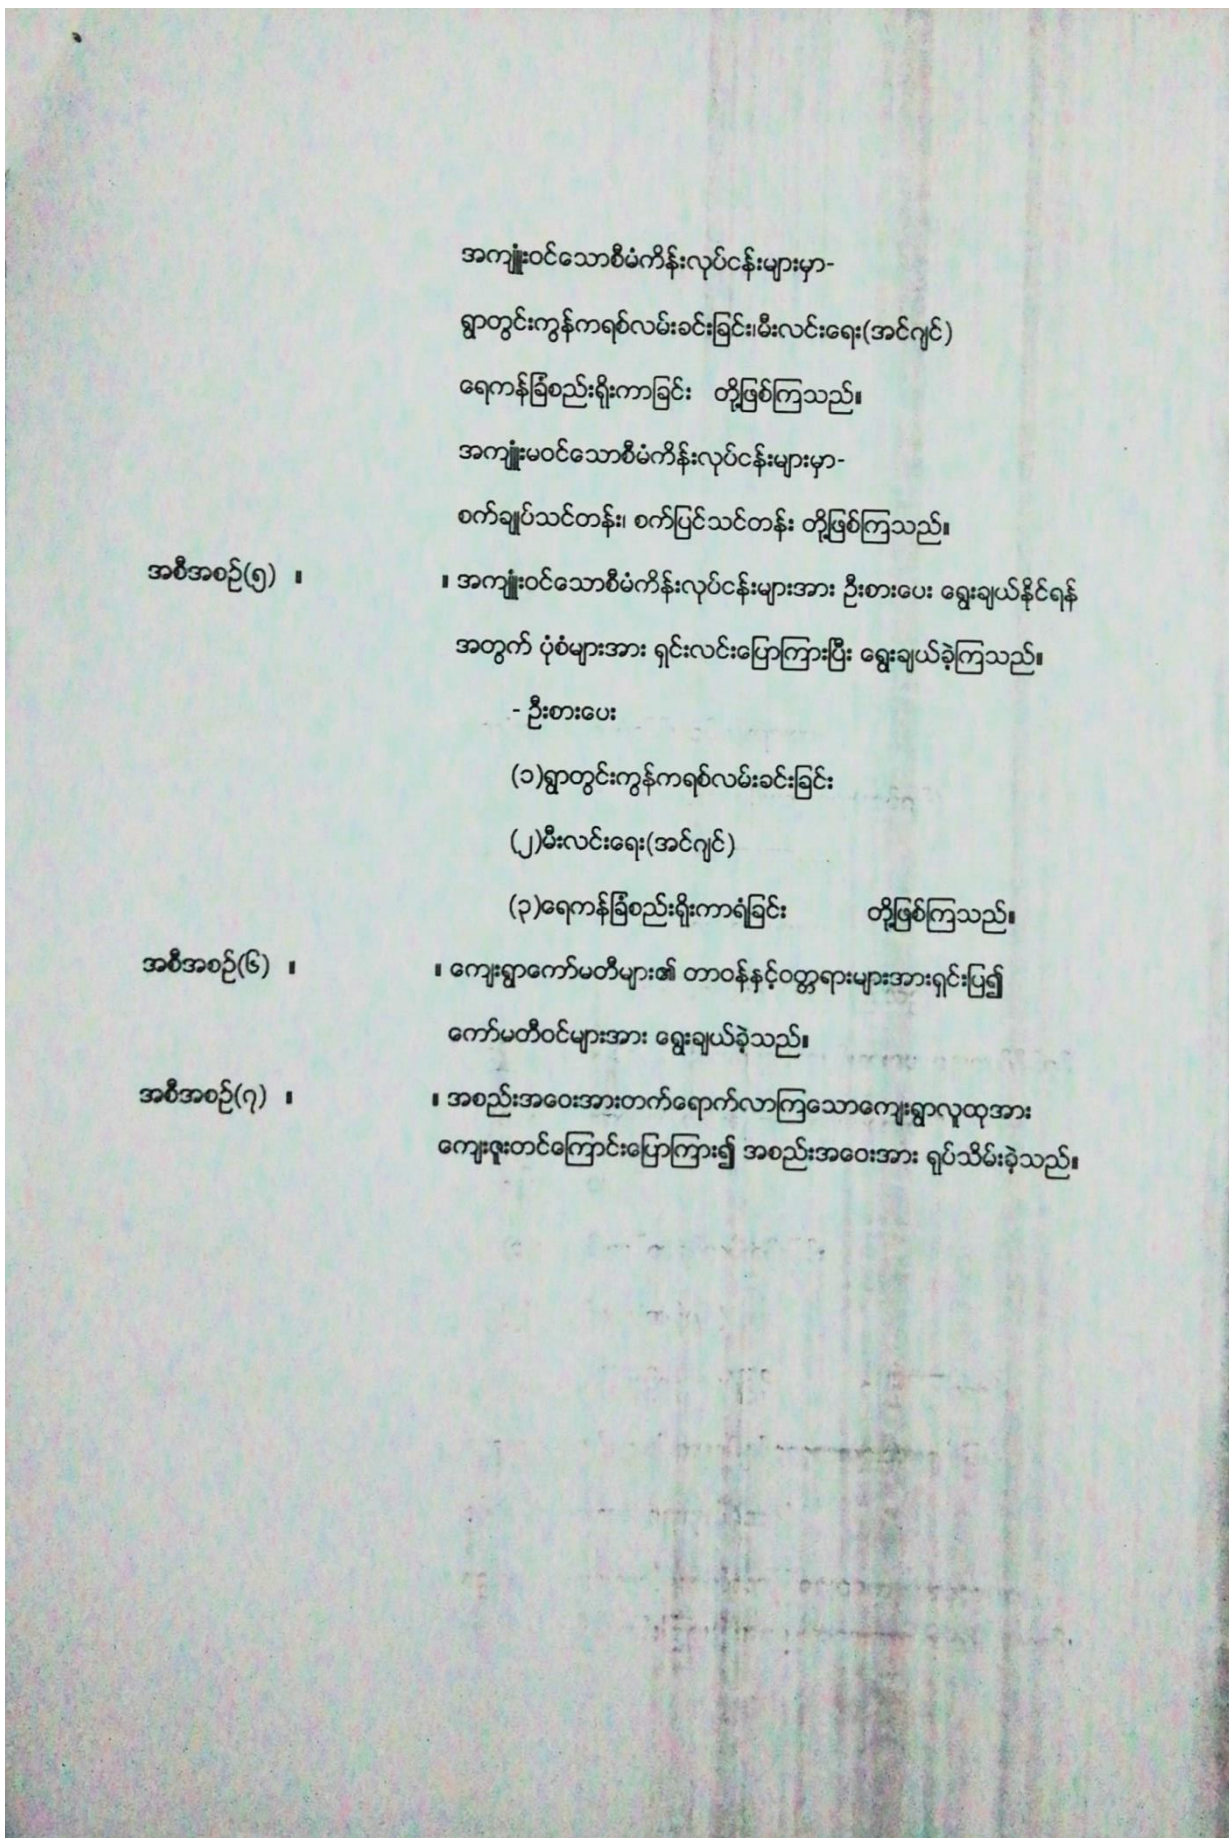 အကျုံးဝင်သောစီမံကိန်းလုပ်ငန်းများမှာ-
ရွာတွင်းကွန်ကရစ်လမ်းခင်းခြင်း၊မီးလင်းရေး(အင်ဂျင်)
ရေကန်ခြံစည်းရိုးကာခြင်း တို့ဖြစ်ကြသည်။
အကျုံးမဝင်သောစီမံကိန်းလုပ်ငန်းများမှာ-
စက်ချုပ်သင်တန်း၊ စက်ပြင်သင်တန်း တို့ဖြစ်ကြသည်။
အစီအစဉ်(၅) ။ ။ အကျုံးဝင်သောစီမံကိန်းလုပ်ငန်းများအား ဦးစားပေး ရွေးချယ်နိုင်ရန်
အတွက် ပုံစံများအား ရှင်းလင်းပြောကြားပြီး ရွေးချယ်ခဲ့ကြသည်။
- ဦးစားပေး
(၁)ရွာတွင်းကွန်ကရစ်လမ်းခင်းခြင်း
(၂)မီးလင်းရေး(အင်ဂျင်)
(၃)ရေကန်ခြံစည်းရိုးကာရံခြင်း တို့ဖြစ်ကြသည်။
အစီအစဉ်(၆) ။ ။ ကျေးရွာကော်မတီများ၏ တာဝန်နှင့်ဝတ္တရားများအားရှင်းပြ၍
ကော်မတီဝင်များအား ရွေးချယ်ခဲ့သည်။
အစီအစဉ်(၇) ။ ။ အစည်းအဝေးအားတက်ရောက်လာကြသောကျေးရွာလူထုအား
ကျေးဇူးတင်ကြောင်းပြောကြား၍ အစည်းအဝေးအား ရုပ်သိမ်းခဲ့သည်။